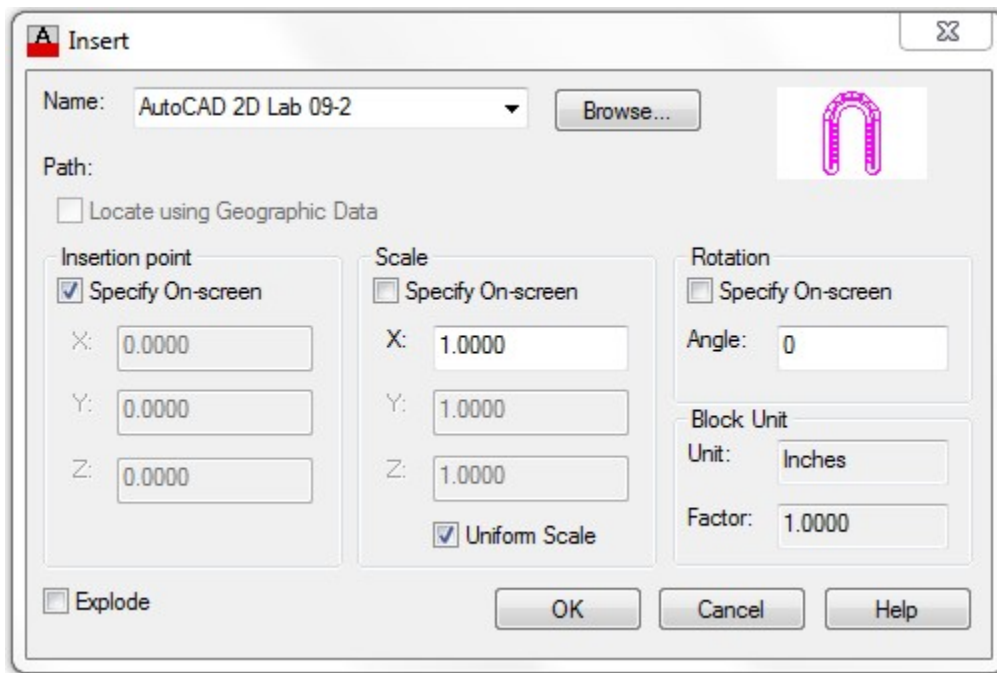 A Insert
Name: AutoCAD 2D Lab 09-2 Browse...
Path:
Locate using Geographic Data
Insertion point
Specify On-screen
X: 0.0000
Y: 0.0000
Z: 0.0000
Scale
Specify On-screen
X: 1.0000
Y: 1.0000
Z: 1.0000
Uniform Scale
Rotation
Specify On-screen
Angle: 0
Block Unit
Unit: Inches
Factor: 1.0000
Explode
OK Cancel Help